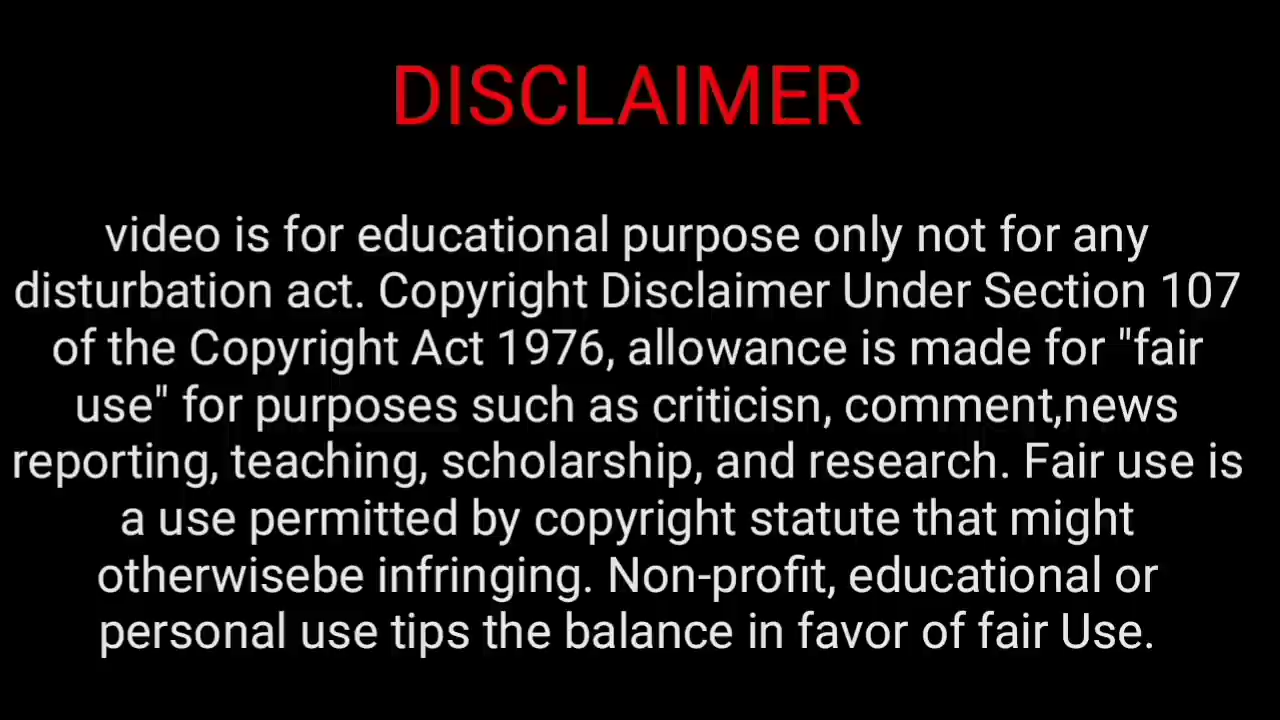 DISCLAIMER
video is for educational purpose only not for any
disturbation act. Copyright Disclaimer Under Section 107
of the Copyright Act 1976, allowance is made for "fair
use" for purposes such as criticisn, comment,news
reporting, teaching, scholarship, and research. Fair use is
a use permitted by copyright statute that might
otherwisebe infringing. Non-profit, educational or
personal use tips the balance in favor of fair Use.